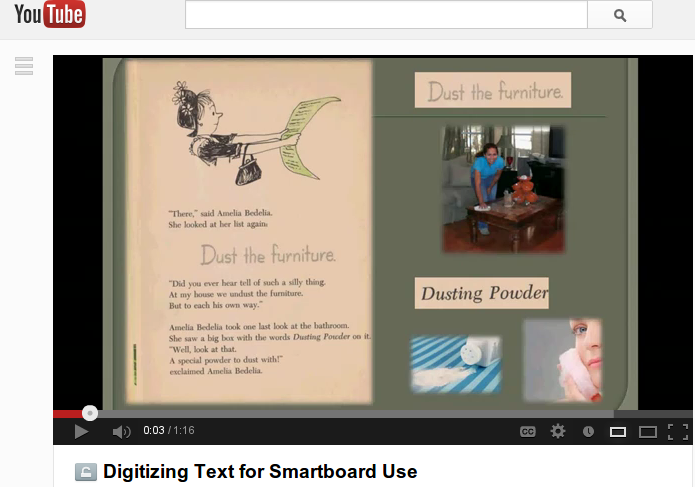 YouTube
"There," said Amelia Bedelia.
She looked at her list again.
Dust the furniture.
"Did you ever hear tell of such a silly thing.
At my house we undust the furniture.
But to each his own way."
Amelia Bedelia took one last look at the bathroom.
She saw a big box with the words Dusting Powder on it.
"Well, look at that.
A special powder to dust with!"
exclaimed Amelia Bedelia.
Dust the furniture.
Dusting Powder
0:03 / 1:16
CC
Digitizing Text for Smartboard Use